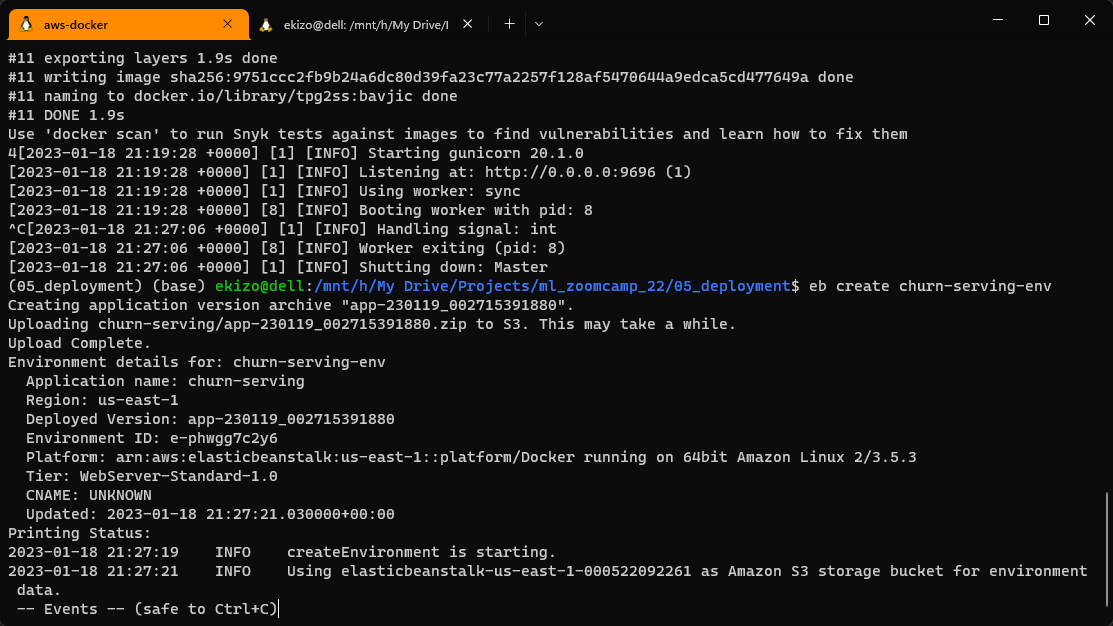 aws-docker
ekizo@dell: /mnt/h/My Drive/I
#11 exporting layers 1.9s done
#11 writing image sha256:9751ccc2fb9b24a6dc80d39fa23c77a2257f128af5470644a9edca5cd477649a done
#11 naming to docker.io/library/tpg2ss:bavjic done
#11 DONE 1.9s
Use 'docker scan' to run Snyk tests against images to find vulnerabilities and learn how to fix them
4[2023-01-18 21:19:28 +0000] [1] [INFO] Starting gunicorn 20.1.0
[2023-01-18 21:19:28 +0000] [1] [INFO] Listening at: http://0.0.0.0:9696 (1)
[2023-01-18 21:19:28 +0000] [1] [INFO] Using worker: sync
[2023-01-18 21:19:28 +0000] [8] [INFO] Booting worker with pid: 8
^C[2023-01-18 21:27:06 +0000] [1] [INFO] Handling signal: int
[2023-01-18 21:27:06 +0000] [8] [INFO] Worker exiting (pid: 8)
[2023-01-18 21:27:06 +0000] [1] [INFO] Shutting down: Master
(05_deployment) (base) ekizo@dell:/mnt/h/My Drive/Projects/ml_zoomcamp_22/05_deployment$ eb create churn-serving-env
Creating application version archive "app-230119_002715391880".
Uploading churn-serving/app-230119_002715391880.zip to S3. This may take a while.
Upload Complete.
Environment details for: churn-serving-env
  Application name: churn-serving
  Region: us-east-1
  Deployed Version: app-230119_002715391880
  Environment ID: e-phwgg7c2y6
  Platform: arn:aws:elasticbeanstalk:us-east-1::platform/Docker running on 64bit Amazon Linux 2/3.5.3
  Tier: WebServer-Standard-1.0
  CNAME: UNKNOWN
  Updated: 2023-01-18 21:27:21.030000+00:00
Printing Status:
2023-01-18 21:27:19    INFO    createEnvironment is starting.
2023-01-18 21:27:21    INFO    Using elasticbeanstalk-us-east-1-000522092261 as Amazon S3 storage bucket for environment
 data.
 -- Events -- (safe to Ctrl+C)